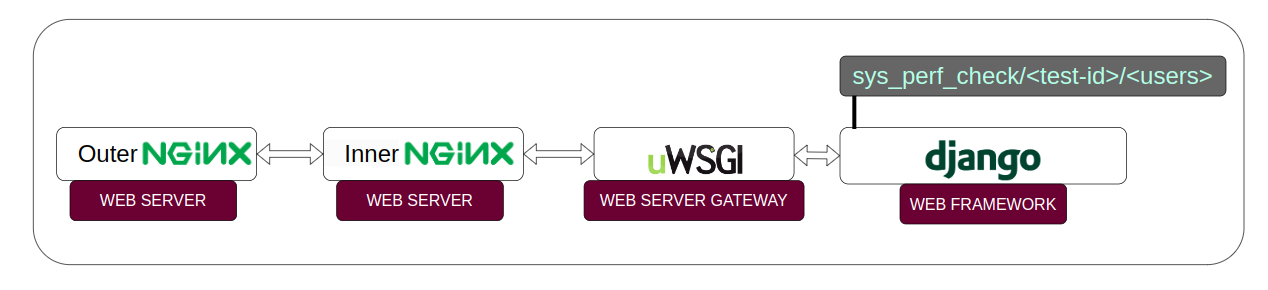 sys_perf_check/<test-id>/<users>
Outer NGINX
Inner NGINX
uWSGI
django
WEB SERVER
WEB SERVER
WEB SERVER GATEWAY
WEB FRAMEWORK